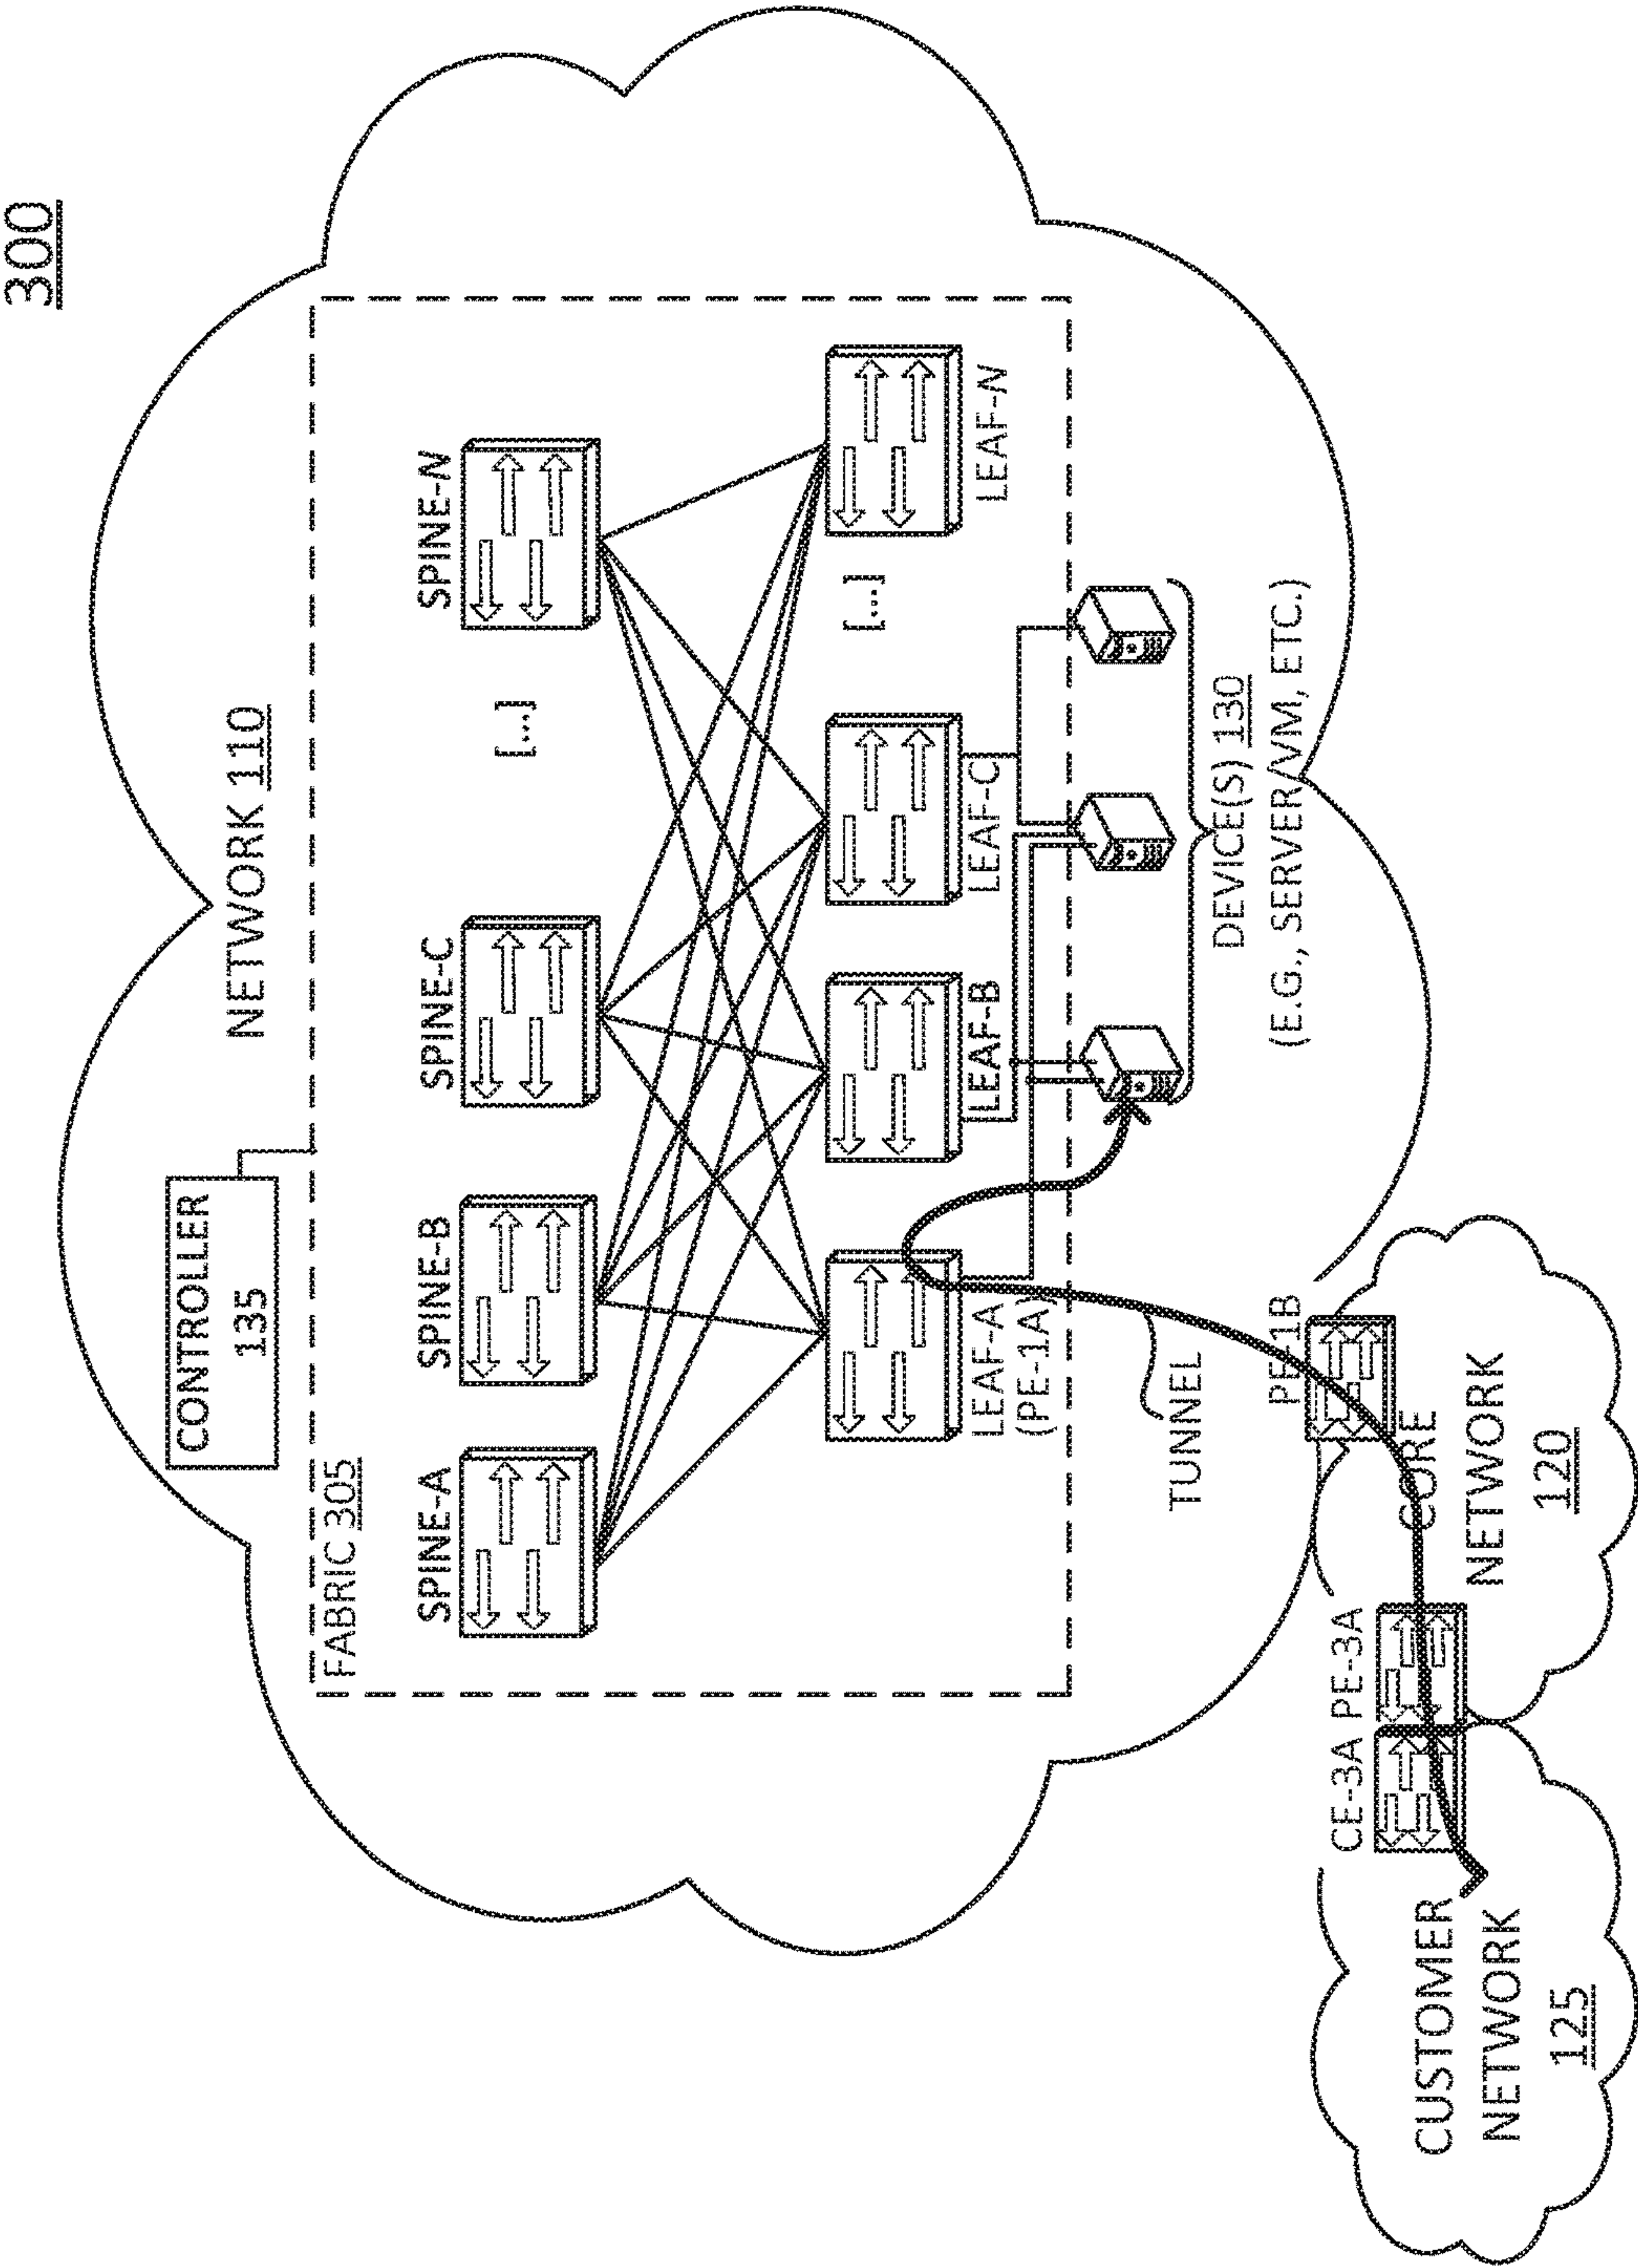 300
NETWORK 110
CONTROLLER
135
FABRIC 305
SPINE-A
SPINE-B
SPINE-C
[...]
SPINE-N
LEAF-A
(PE-1A)
LEAF-B
LEAF-C
[...]
LEAF-N
TUNNEL
DEVICE(S) 130
(E.G., SERVER/VM, ETC.)
PE-1B
CE-3A PE-3A
CORE
NETWORK
120
CUSTOMER
NETWORK
125